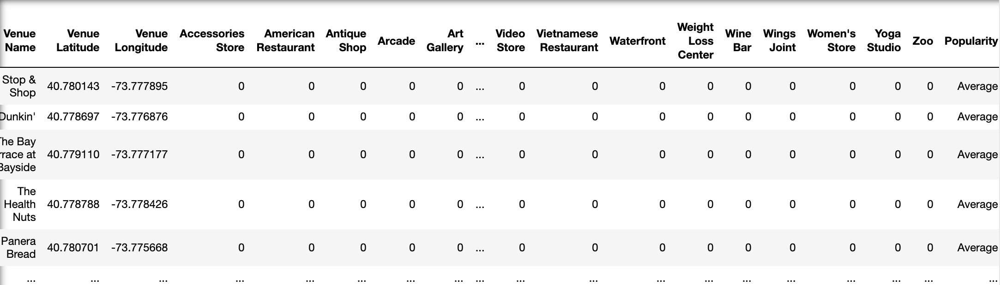 Venue Name Venue Latitude Venue Longitude Accessories Store American Restaurant Antique Shop Arcade Art Gallery ... Video Store Vietnamese Restaurant Waterfront Weight Loss Center Wine Bar Wings Joint Women's Store Yoga Studio Zoo Popularity
Stop & Shop 40.780143 -73.777895 0 0 0 0 0 ... 0 0 0 0 0 0 0 0 0 Average
Dunkin' 40.778697 -73.776876 0 0 0 0 0 ... 0 0 0 0 0 0 0 0 0 Average
The Bay rrace at Bayside 40.779110 -73.777177 0 0 0 0 0 ... 0 0 0 0 0 0 0 0 0 Average
The Health Nuts 40.778788 -73.778426 0 0 0 0 0 ... 0 0 0 0 0 0 0 0 0 Average
Panera Bread 40.780701 -73.775668 0 0 0 0 0 ... 0 0 0 0 0 0 0 0 0 Average
... ... ... ... ... ... ... ... ... ... ... ... ... ... ... ... ... ... ...